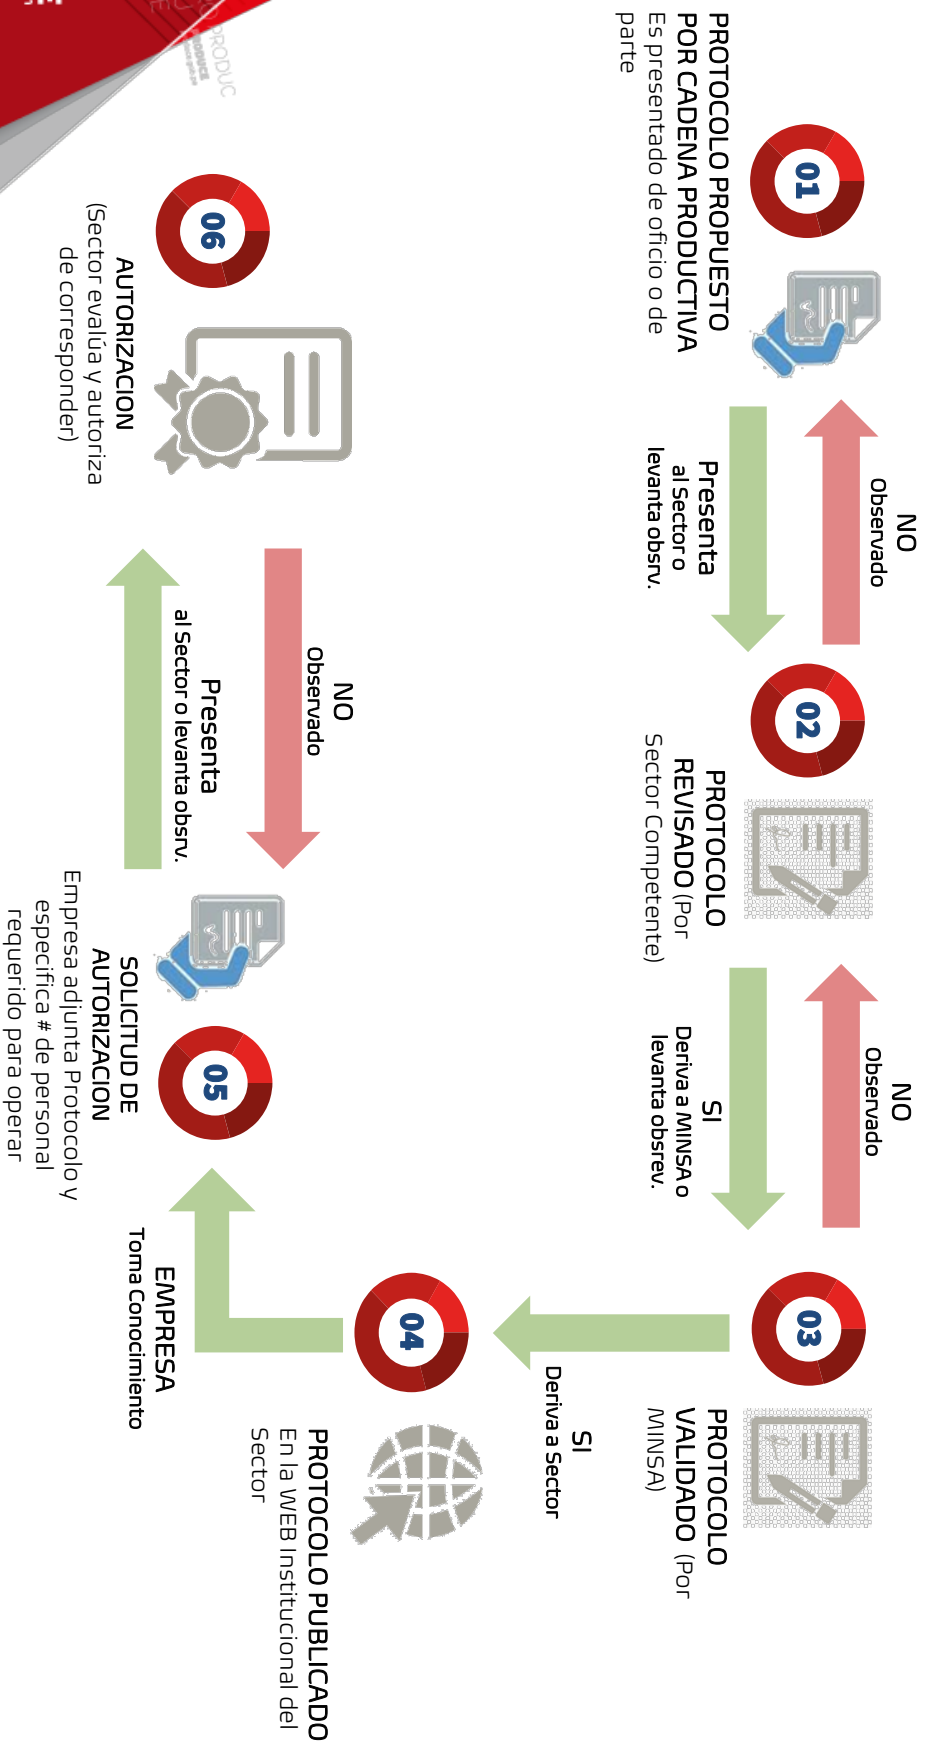 01
PROTOCOLO PROPUESTO
POR CADENA PRODUCTIVA
Es presentado de oficio o de
parte
NO
Observado
Presenta
al Sector o
levanta obsrv.
02
PROTOCOLO
REVISADO (Por
Sector Competente)
NO
Observado
SI
Deriva a MINSA o
levanta obsrev.
03
PROTOCOLO
VALIDADO (Por
MINSA)
SI
Deriva a Sector
04
PROTOCOLO PUBLICADO
En la WEB Institucional del
Sector
EMPRESA
Toma Conocimiento
05
SOLICITUD DE
AUTORIZACION
Empresa adjunta Protocolo y
especifica # de personal
requerido para operar
NO
Observado
Presenta
al Sector o levanta obsrv.
06
AUTORIZACION
(Sector evalúa y autoriza
de corresponder)